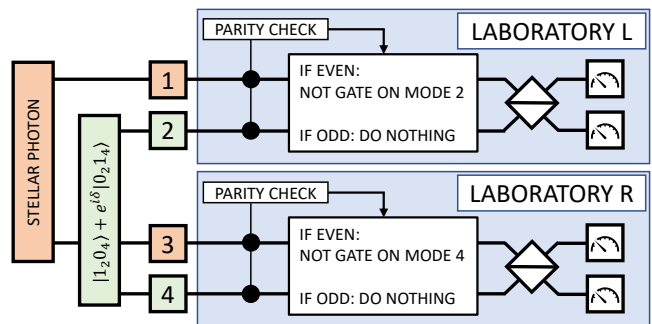 LABORATORY L
PARITY CHECK
IF EVEN:
NOT GATE ON MODE 2
IF ODD: DO NOTHING
1
2
STELLAR PHOTON
|1₂0₄⟩ + e^{iδ}|0₂1₄⟩
LABORATORY R
PARITY CHECK
IF EVEN:
NOT GATE ON MODE 4
IF ODD: DO NOTHING
3
4